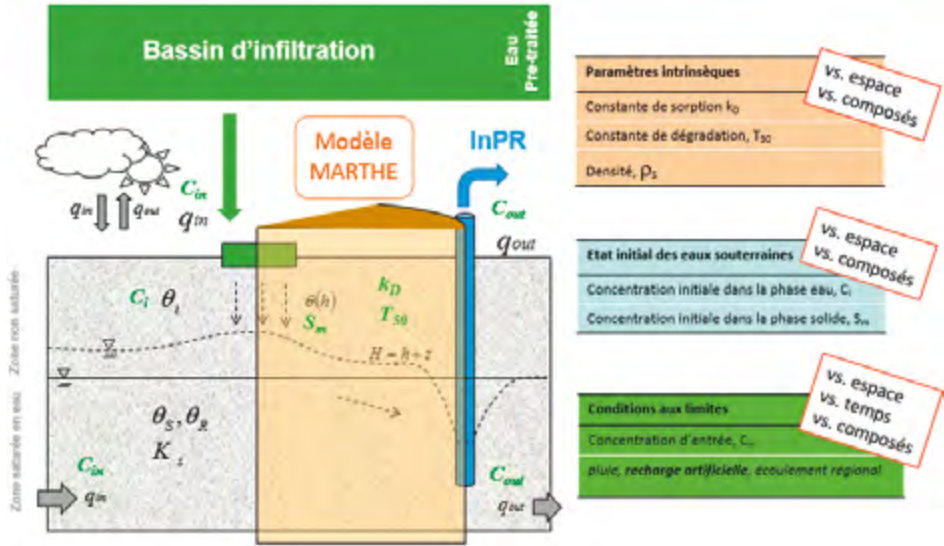 Bassin d'infiltration
Eau
Pre-traitée
Modèle
MARTHE
InPR
C_in
q_in
q_in q_out
C_out
q_out
Zone non saturée
C_i θ_i
θ(h)
S_m
k_D
T_50
H = h + z
Zone saturée en eau
θ_S, θ_R
K_i
C_in
q_in
C_out
q_out
Paramètres intrinsèques
Constante de sorption k_D
Constante de dégradation, T_50
Densité, ρ_s
vs. espace
vs. composés
Etat initial des eaux souterraines
Concentration initiale dans la phase eau, C_i
Concentration initiale dans la phase solide, S_m
vs. espace
vs. composés
Conditions aux limites
Concentration d'entrée, C_in
pluie, recharge artificielle, écoulement régional
vs. espace
vs. temps
vs. composés